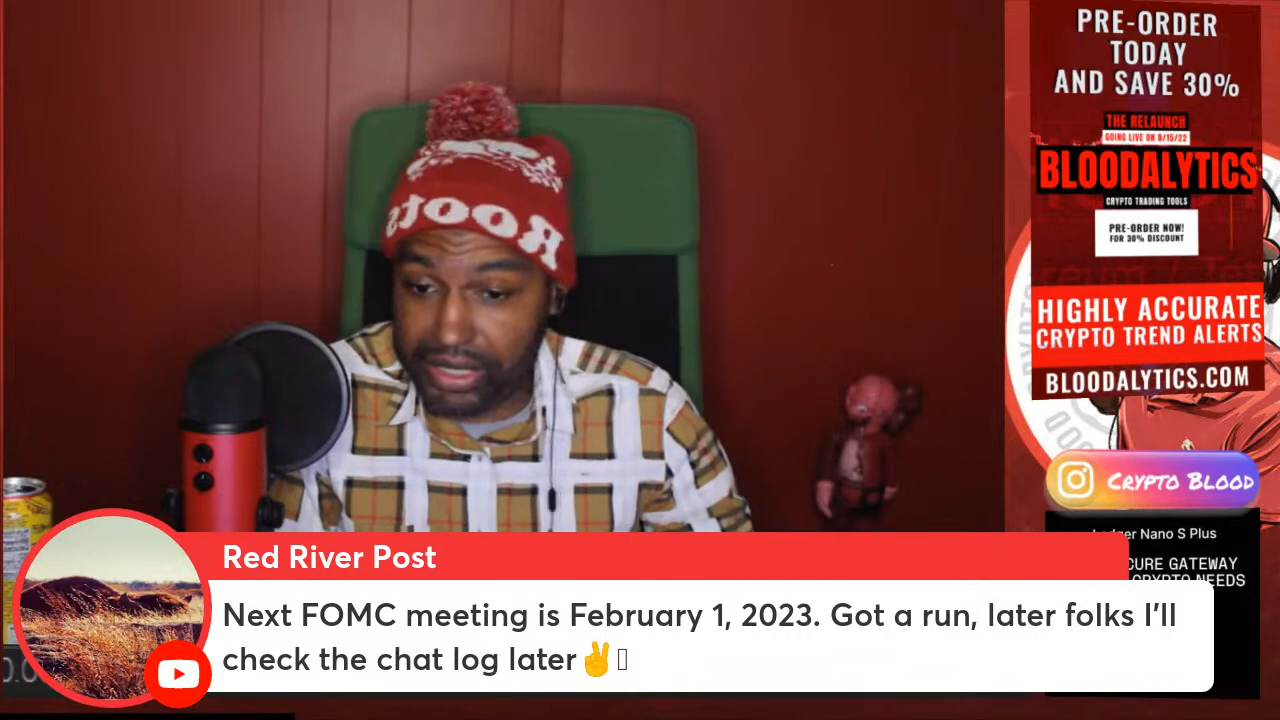 PRE-ORDER
TODAY
AND SAVE 30%
THE RELAUNCH
GOING LIVE ON 8/15/22
BLOODALYTICS
CRYPTO TRADING TOOLS
PRE-ORDER NOW!
FOR 30% DISCOUNT
HIGHLY ACCURATE
CRYPTO TREND ALERTS
BLOODALYTICS.COM
Roots
Crypto Blood
Nano S Plus
GATEWAY
NEEDS
Red River Post
Next FOMC meeting is February 1, 2023. Got a run, later folks I'll
check the chat log later✌